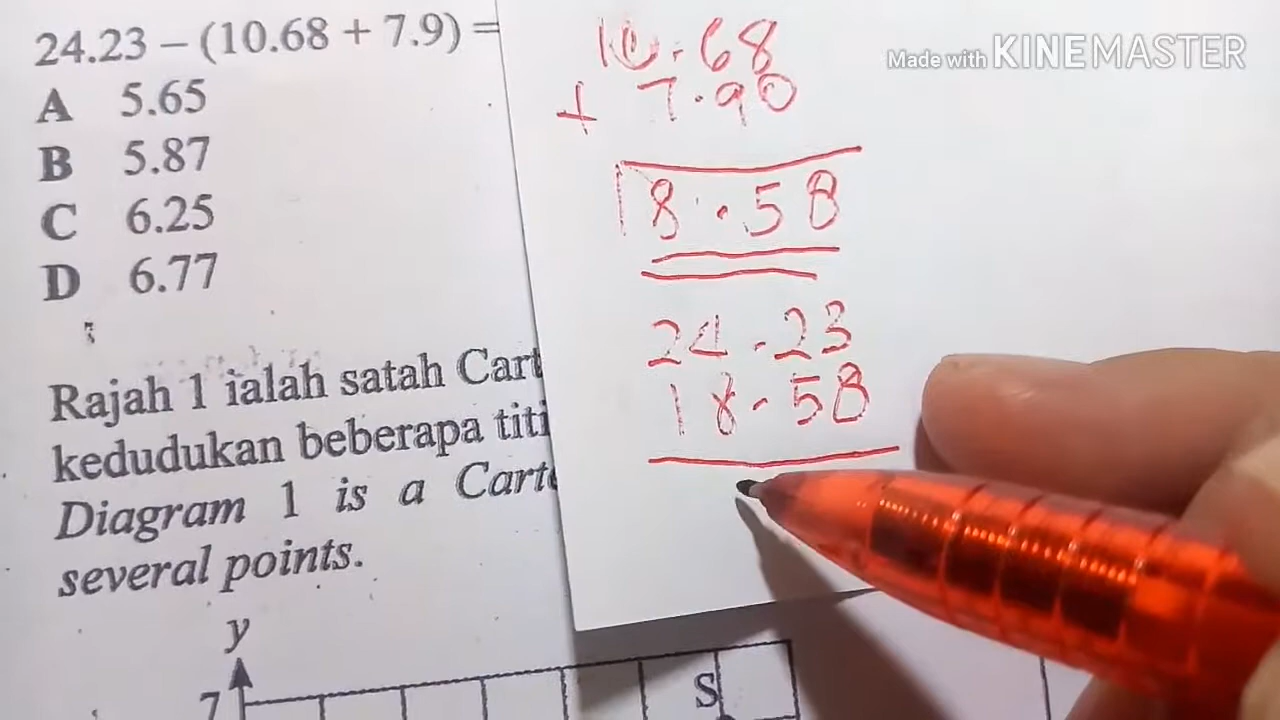 24.23 – (10.68 + 7.9) =
A 5.65
B 5.87
C 6.25
D 6.77
Rajah 1 ialah satah Cart
kedudukan beberapa titi
Diagram 1 is a Carte
several points.
y
7
S
10.68
+ 7.90
18.58
24.23
18.58
Made with KINEMASTER